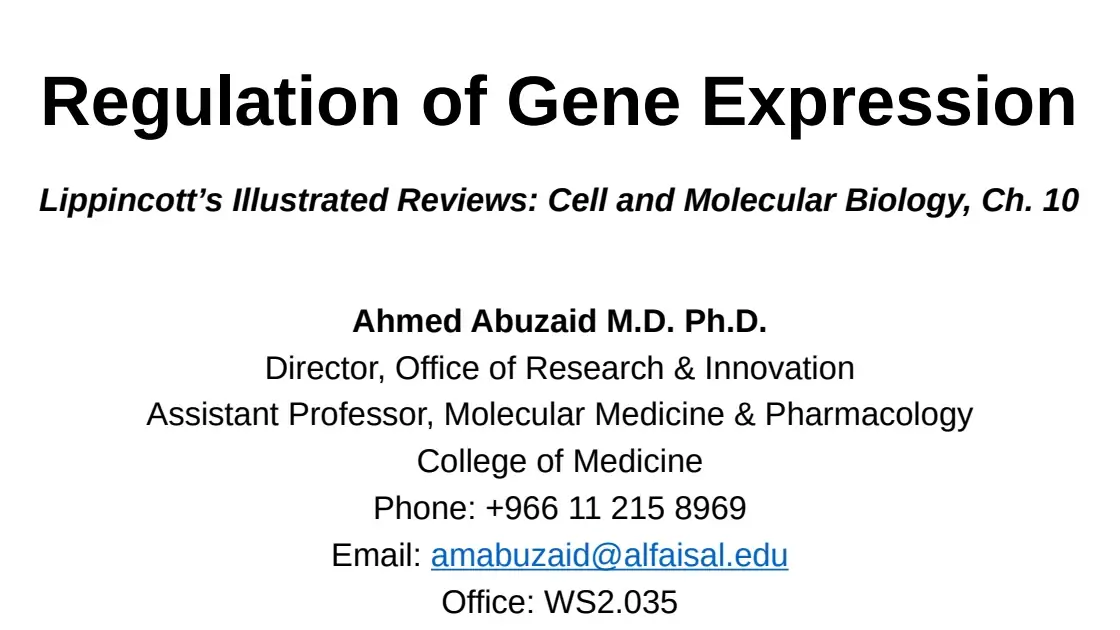 Regulation of Gene Expression
Lippincott’s Illustrated Reviews: Cell and Molecular Biology, Ch. 10
Ahmed Abuzaid M.D. Ph.D.
Director, Office of Research & Innovation
Assistant Professor, Molecular Medicine & Pharmacology
College of Medicine
Phone: +966 11 215 8969
Email: amabuzaid@alfaisal.edu
Office: WS2.035